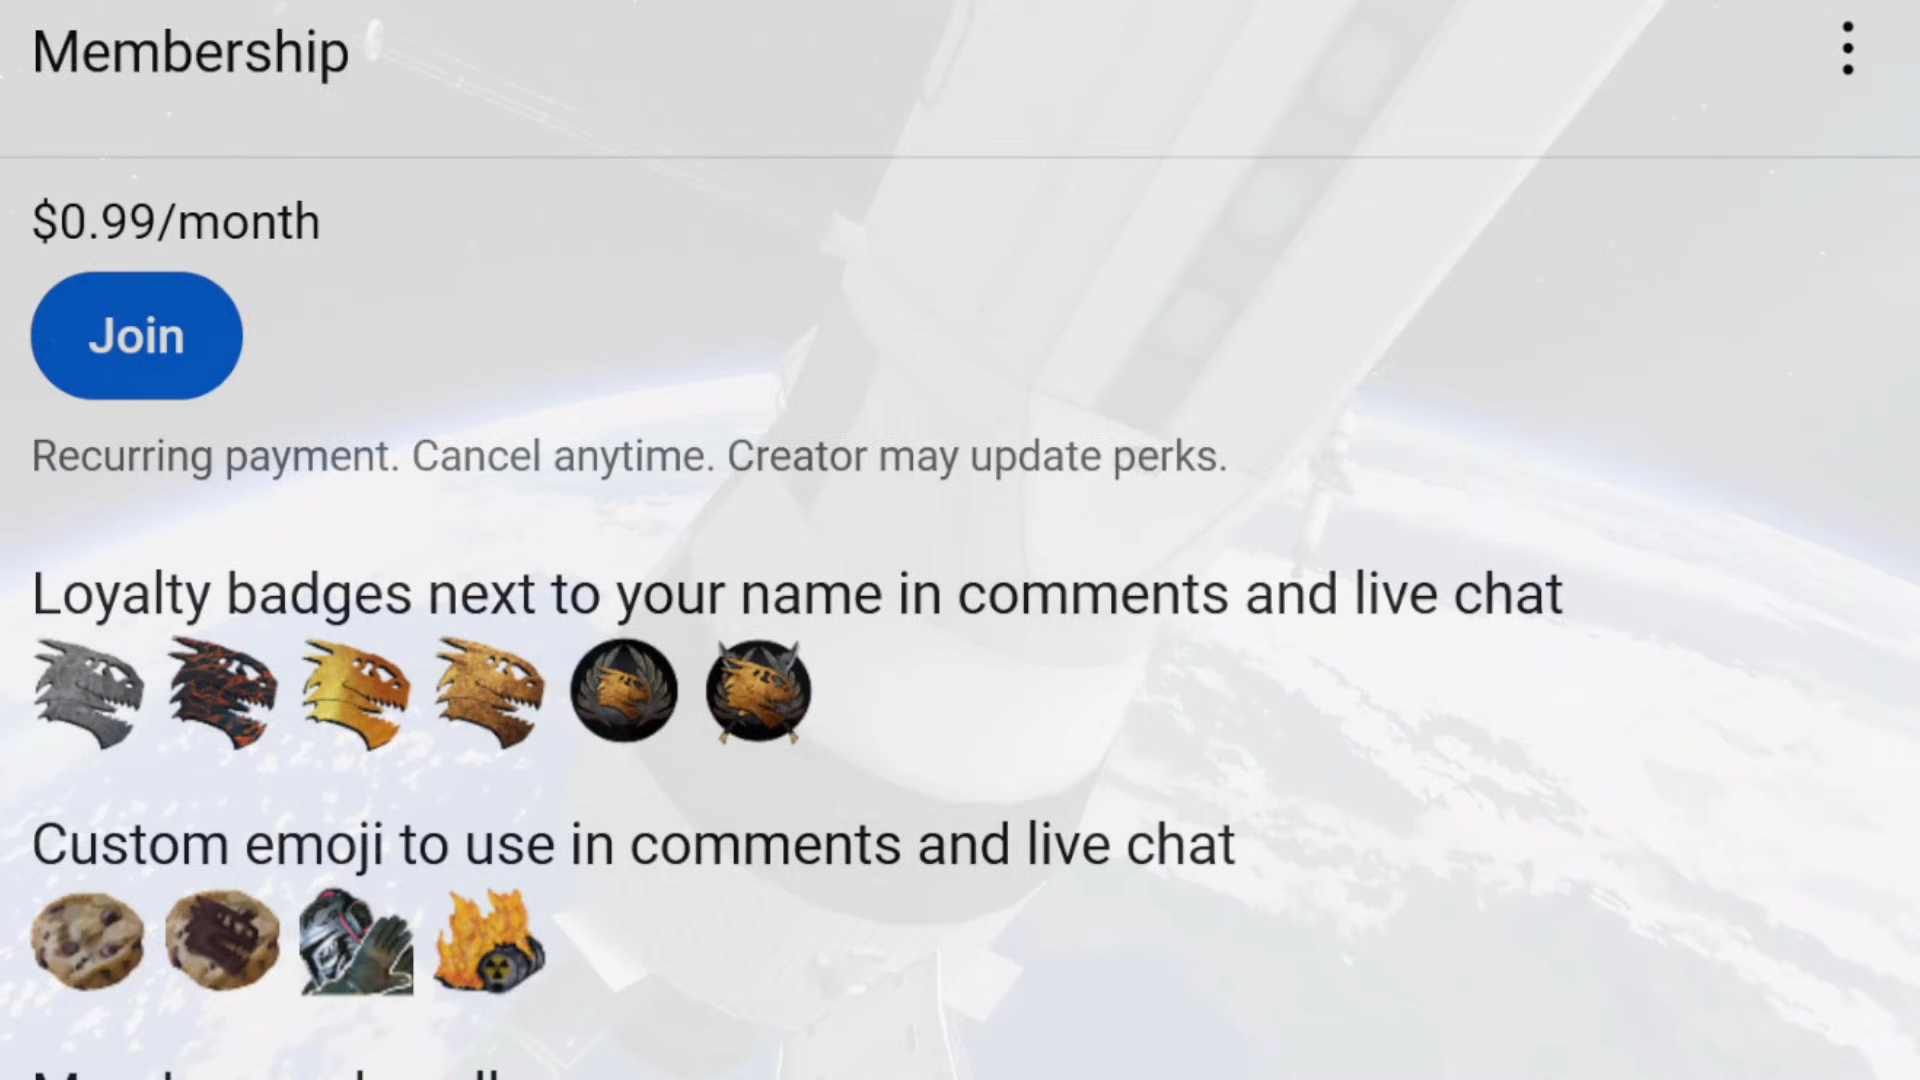 Membership
$0.99/month
Join
Recurring payment. Cancel anytime. Creator may update perks.
Loyalty badges next to your name in comments and live chat
Custom emoji to use in comments and live chat